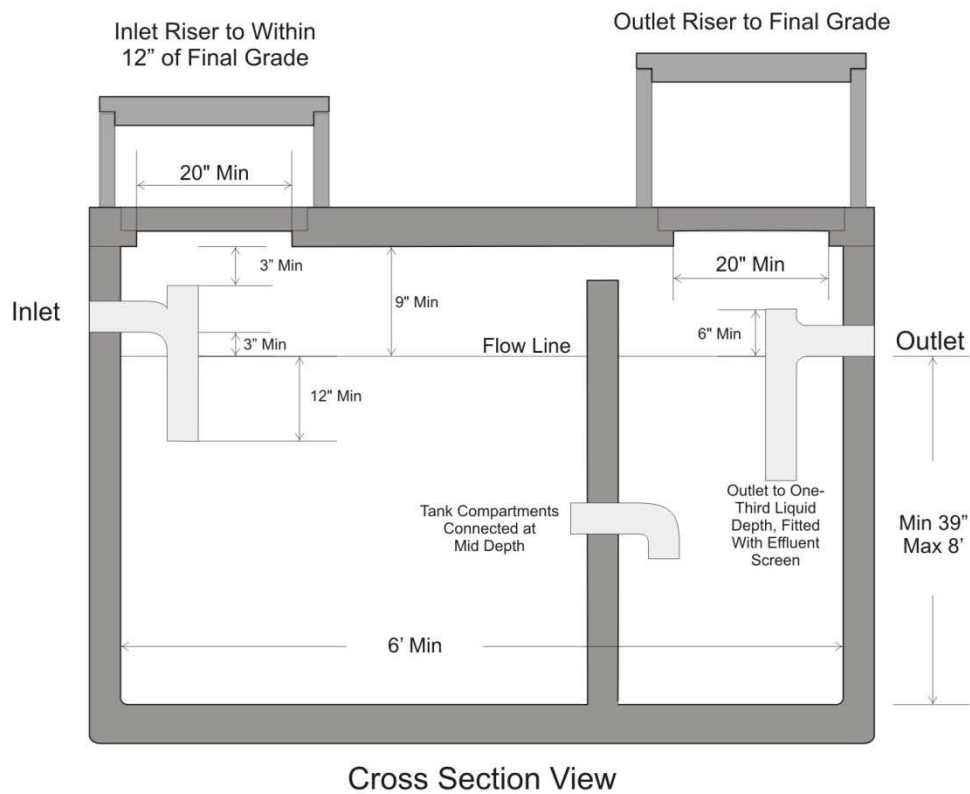 Inlet Riser to Within
12” of Final Grade
Outlet Riser to Final Grade
20" Min
3” Min
9" Min
20" Min
Inlet
3” Min
Flow Line
6" Min
Outlet
12" Min
Tank Compartments
Connected at
Mid Depth
Outlet to One-
Third Liquid
Depth, Fitted
With Effluent
Screen
Min 39”
Max 8’
6’ Min
Cross Section View